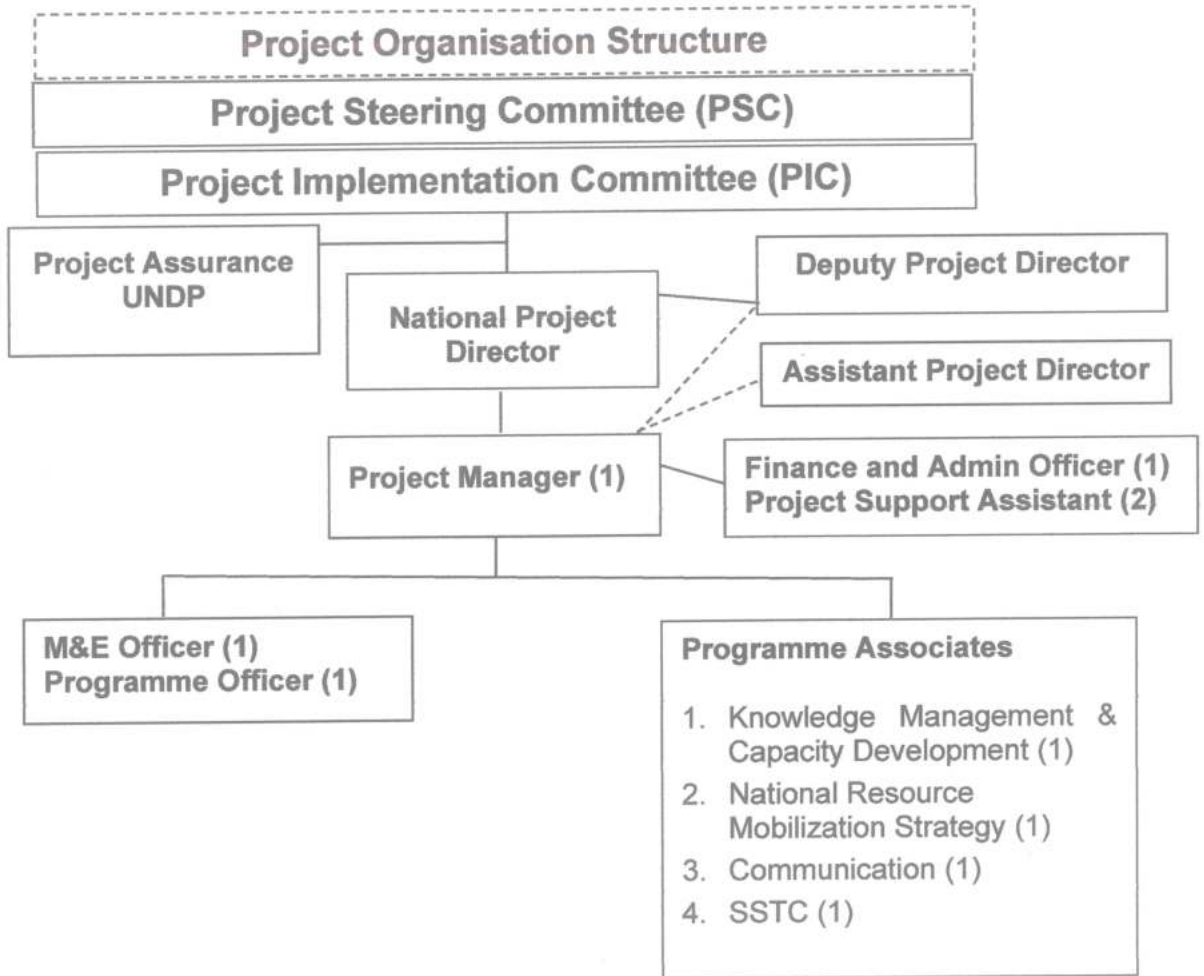 Project Organisation Structure
Project Steering Committee (PSC)
Project Implementation Committee (PIC)
Project Assurance
UNDP
National Project
Director
Deputy Project Director
Assistant Project Director
Project Manager (1)
Finance and Admin Officer (1)
Project Support Assistant (2)
M&E Officer (1)
Programme Officer (1)
Programme Associates
1. Knowledge Management &
Capacity Development (1)
2. National Resource
Mobilization Strategy (1)
3. Communication (1)
4. SSTC (1)